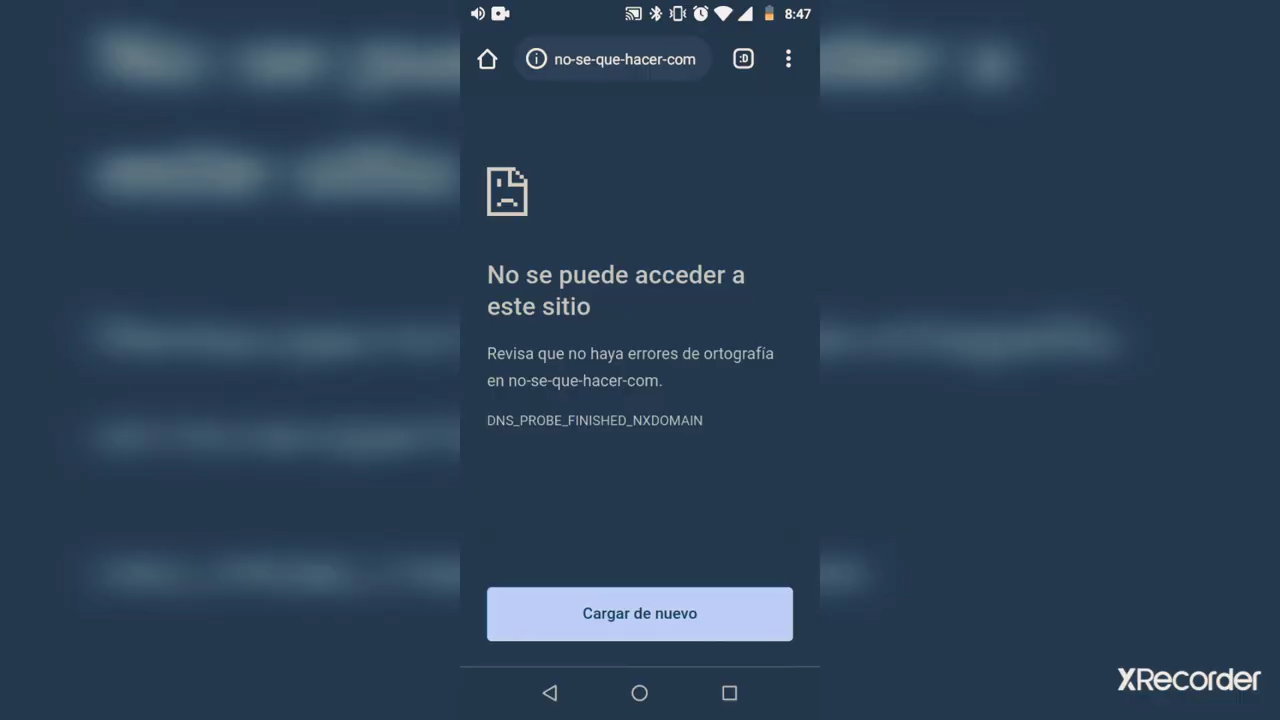 8:47
no-se-que-hacer-com
:D
No se puede acceder a
este sitio
Revisa que no haya errores de ortografía
en no-se-que-hacer-com.
DNS_PROBE_FINISHED_NXDOMAIN
Cargar de nuevo
XRecorder